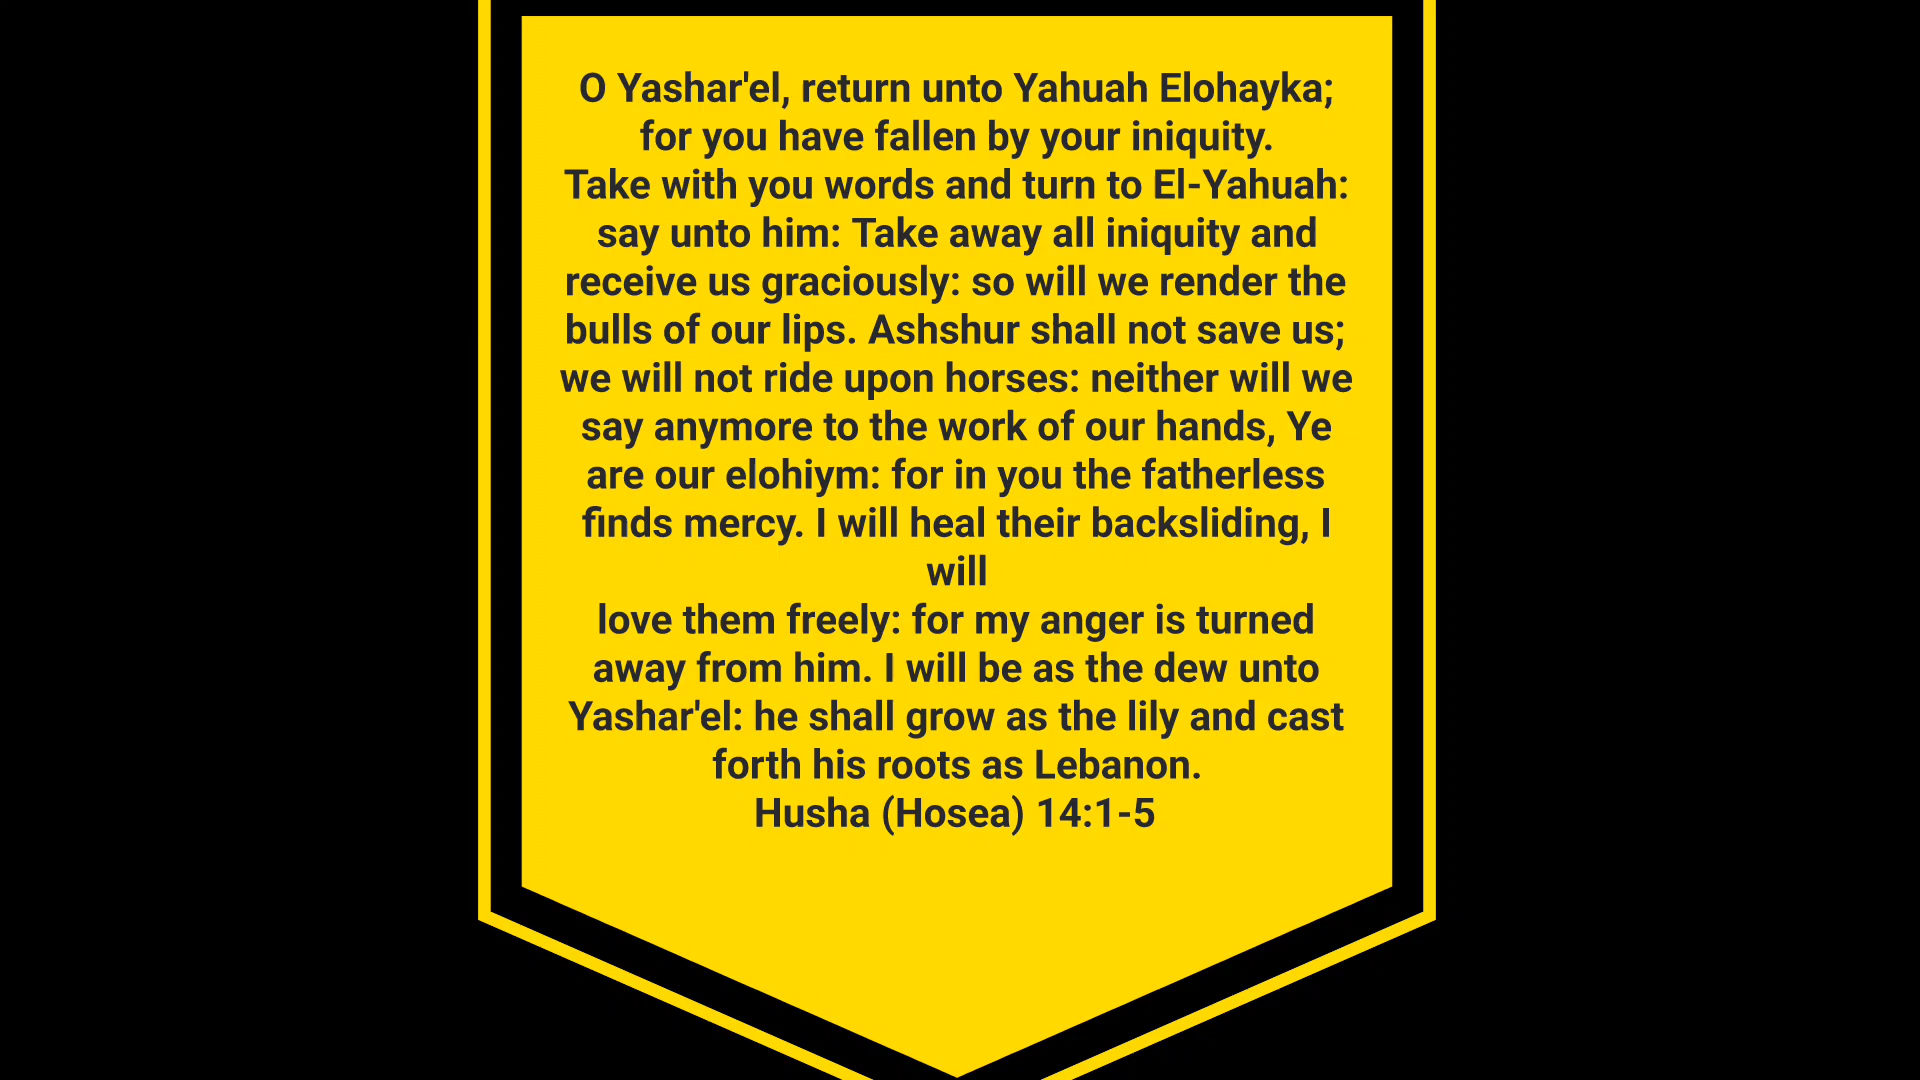 O Yashar'el, return unto Yahuah Elohayka;
for you have fallen by your iniquity.
Take with you words and turn to El-Yahuah:
say unto him: Take away all iniquity and
receive us graciously: so will we render the
bulls of our lips. Ashshur shall not save us;
we will not ride upon horses: neither will we
say anymore to the work of our hands, Ye
are our elohiym: for in you the fatherless
finds mercy. I will heal their backsliding, I
will
love them freely: for my anger is turned
away from him. I will be as the dew unto
Yashar'el: he shall grow as the lily and cast
forth his roots as Lebanon.
Husha (Hosea) 14:1-5